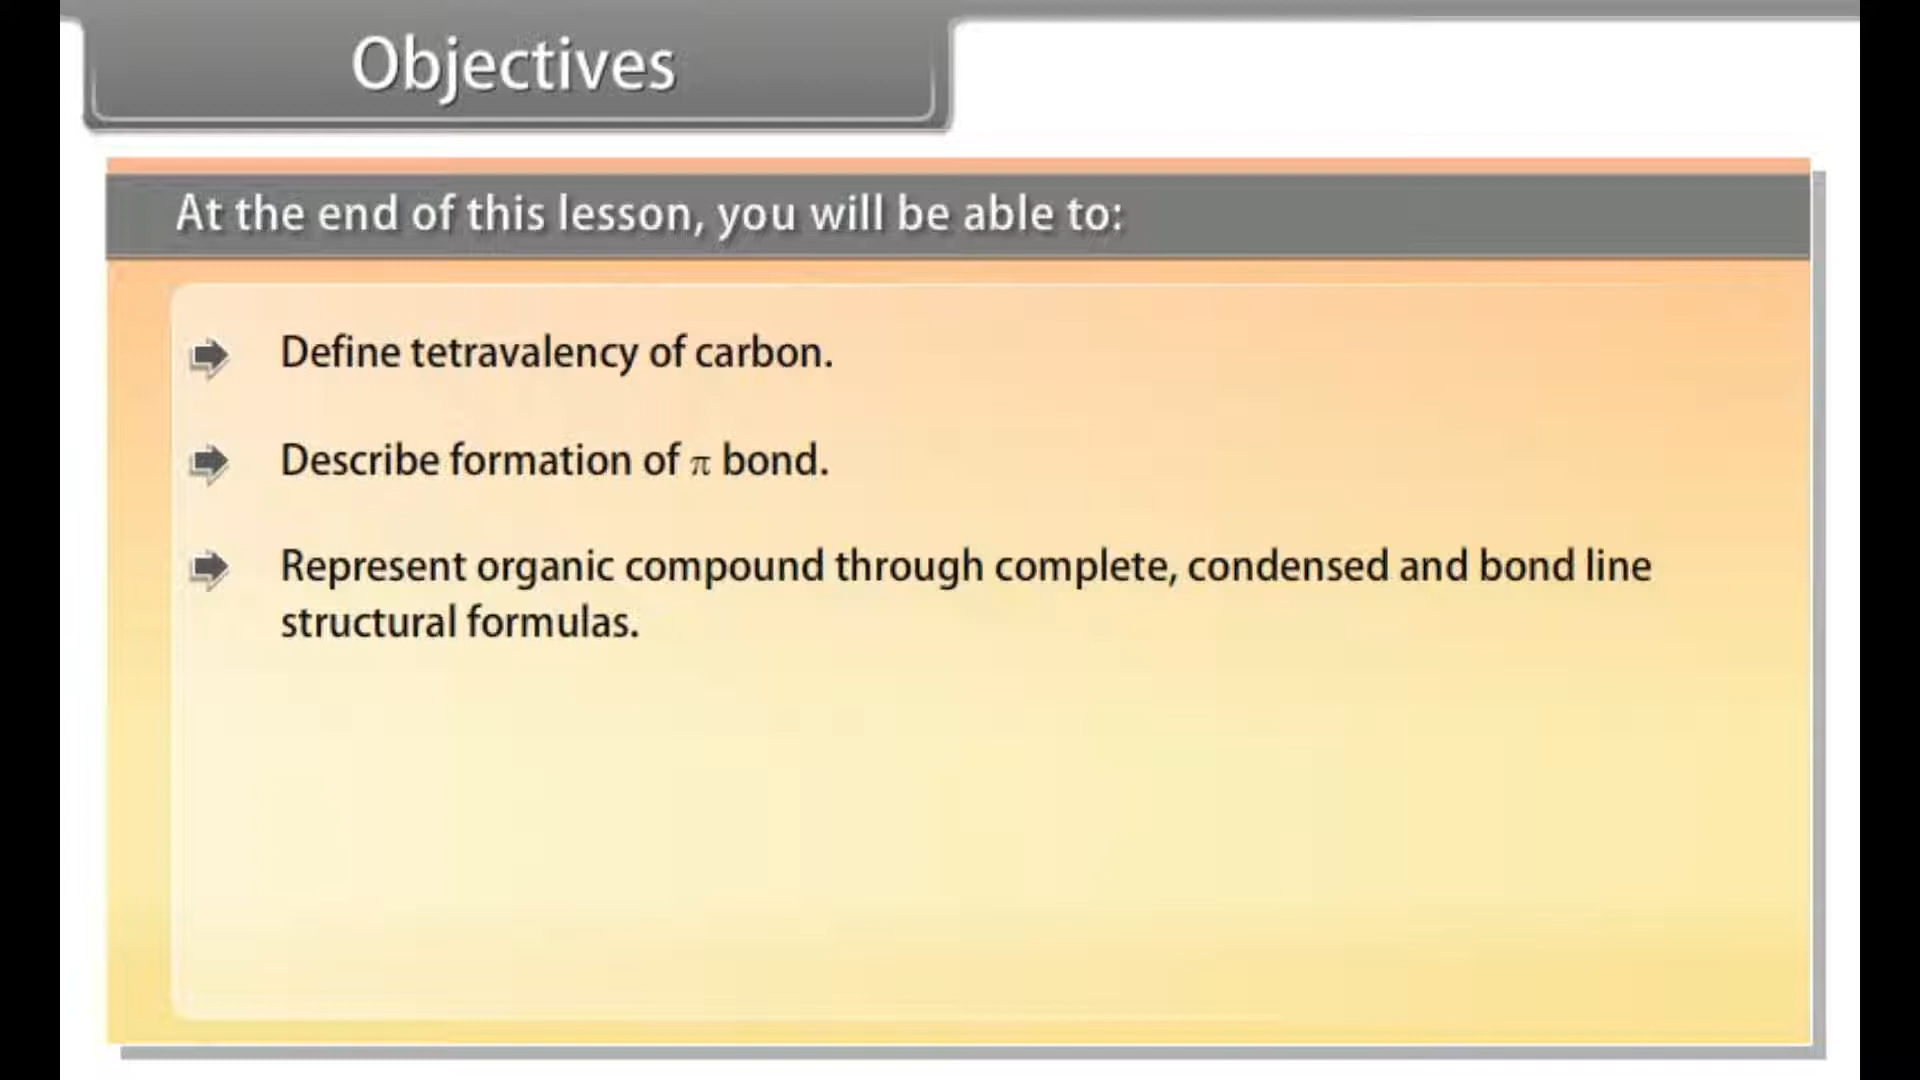 Objectives
At the end of this lesson, you will be able to:
Define tetravalency of carbon.
Describe formation of π bond.
Represent organic compound through complete, condensed and bond line
structural formulas.